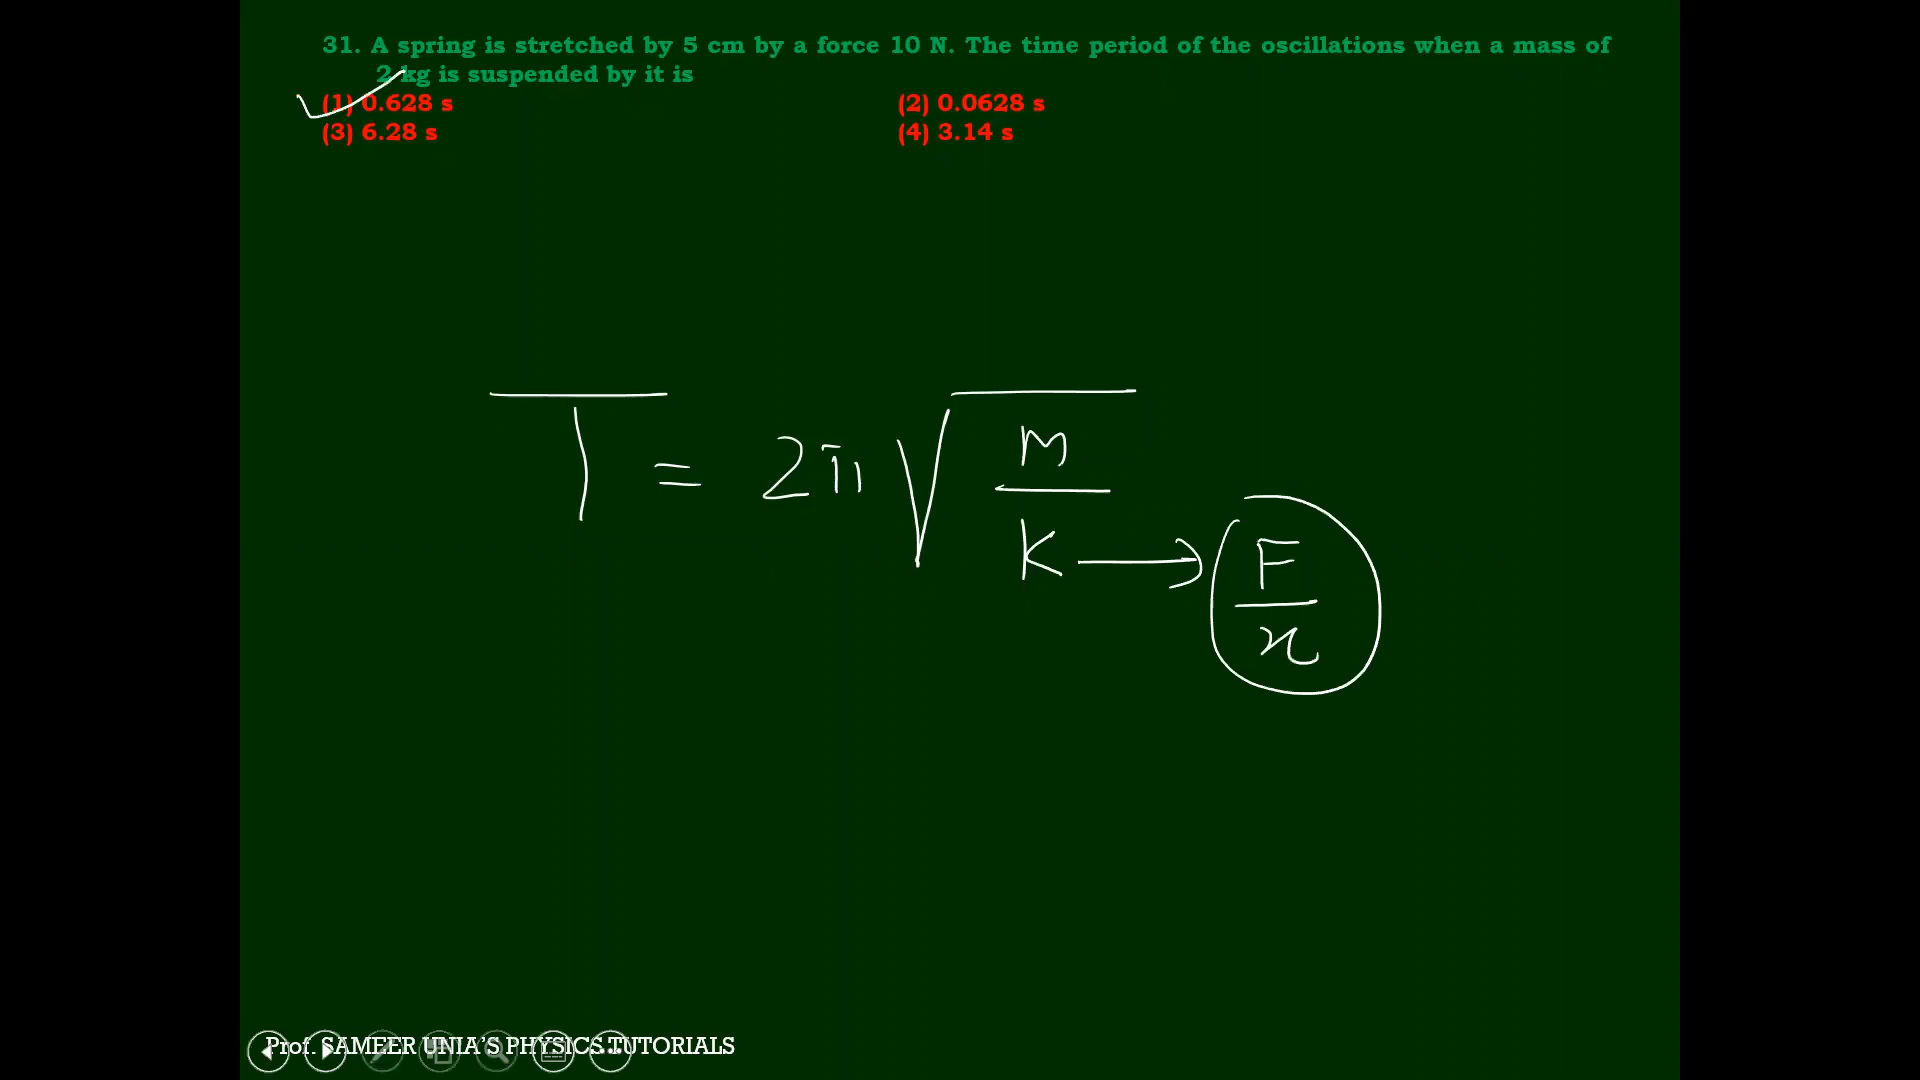 31. A spring is stretched by 5 cm by a force 10 N. The time period of the oscillations when a mass of
2 kg is suspended by it is
(1) 0.628 s (2) 0.0628 s
(3) 6.28 s (4) 3.14 s
T = 2π √ m / K → F / x
Prof. SAMEER UNIA'S PHYSICS TUTORIALS